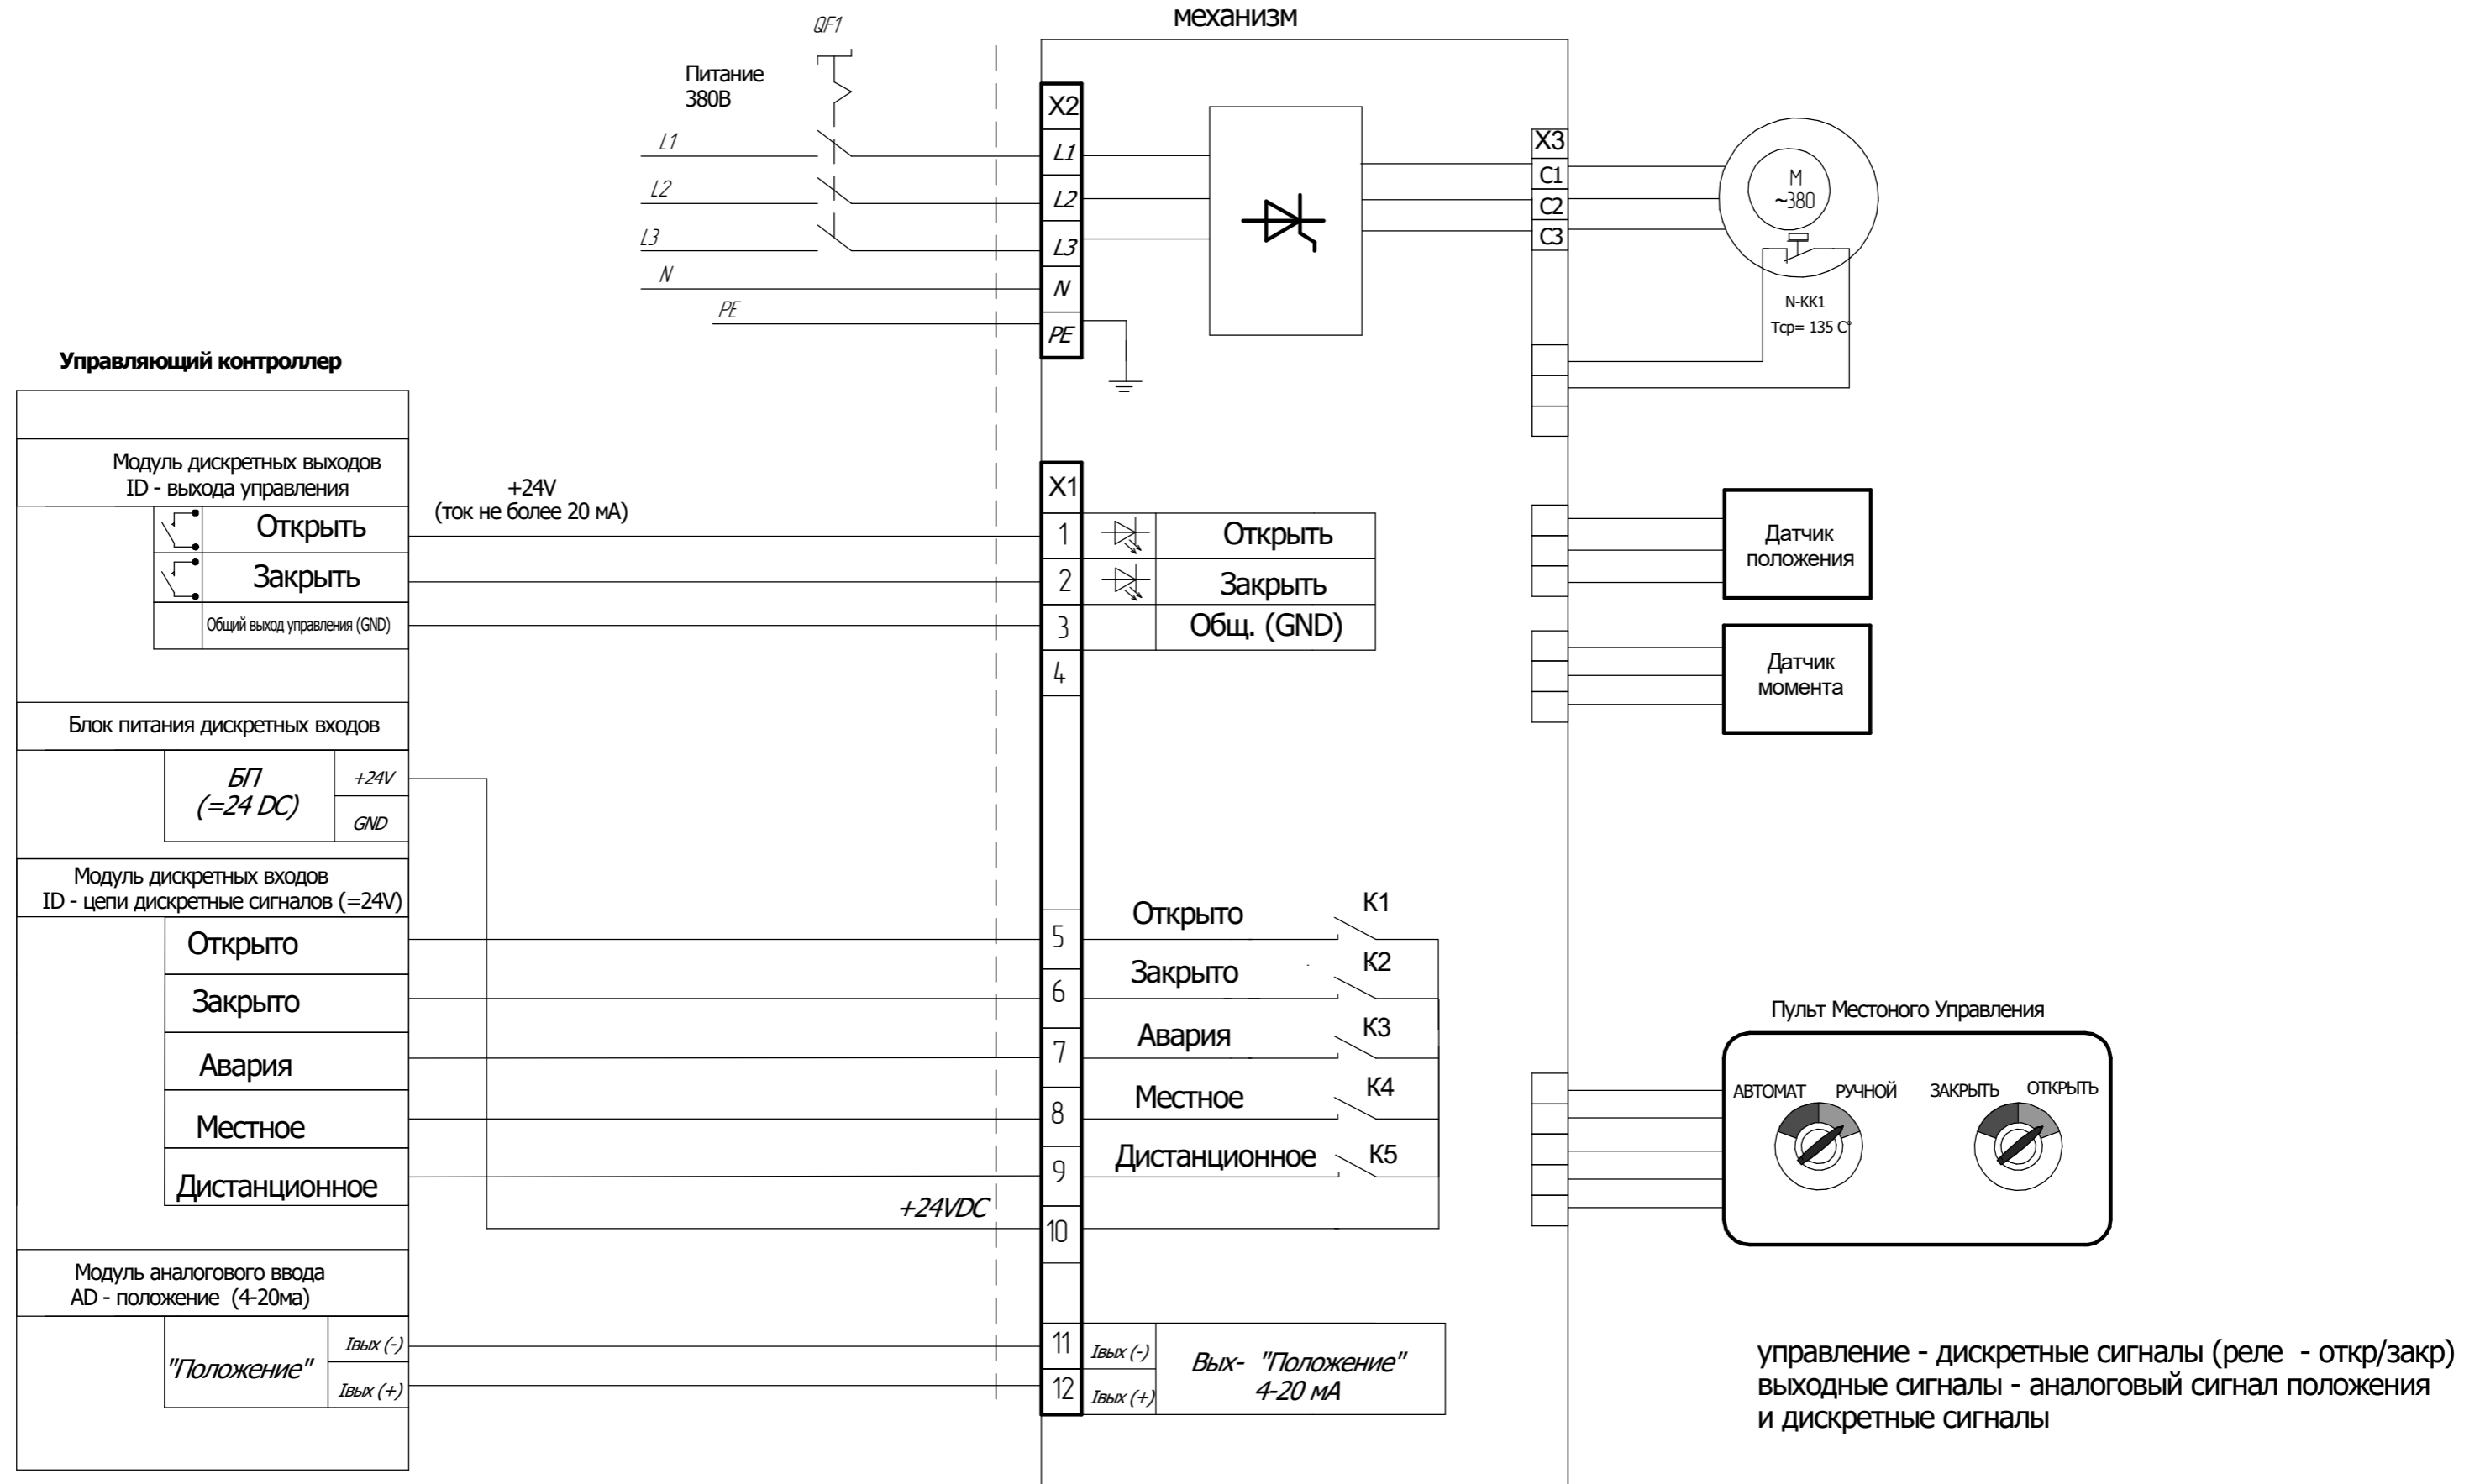 механизм
QF1
Питание
380В
L1
L2
L3
N
PE
X2
L1
L2
L3
N
PE
X3
C1
C2
C3
M
~380
N-KK1
Тср= 135 С°
Управляющий контроллер
Модуль дискретных выходов
ID - выхода управления
Открыть
Закрыть
Общий выход управления (GND)
+24V
(ток не более 20 мА)
Блок питания дискретных входов
БП
(=24 DC)
+24V
GND
Модуль дискретных входов
ID - цепи дискретные сигналов (=24V)
Открыто
Закрыто
Авария
Местное
Дистанционное
+24VDC
Модуль аналогового ввода
AD - положение (4-20ма)
"Положение"
Iвых (-)
Iвых (+)
X1
1
2
3
4
5
6
7
8
9
10
11
12
Открыть
Закрыть
Общ. (GND)
Открыто К1
Закрыто К2
Авария К3
Местное К4
Дистанционное К5
Iвых (-)
Iвых (+)
Вых- "Положение"
4-20 мА
Датчик
положения
Датчик
момента
Пульт Местоного Управления
АВТОМАТ РУЧНОЙ ЗАКРЫТЬ ОТКРЫТЬ
управление - дискретные сигналы (реле - откр/закр)
выходные сигналы - аналоговый сигнал положения
и дискретные сигналы